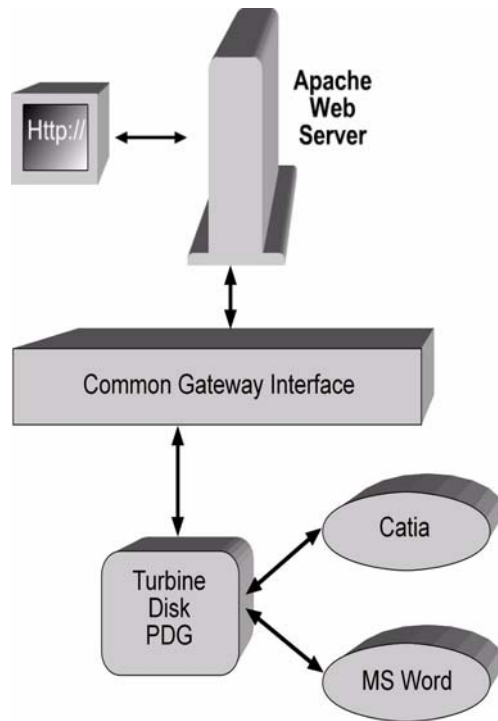 Http://
Apache
Web
Server
Common Gateway Interface
Turbine
Disk
PDG
Catia
MS Word